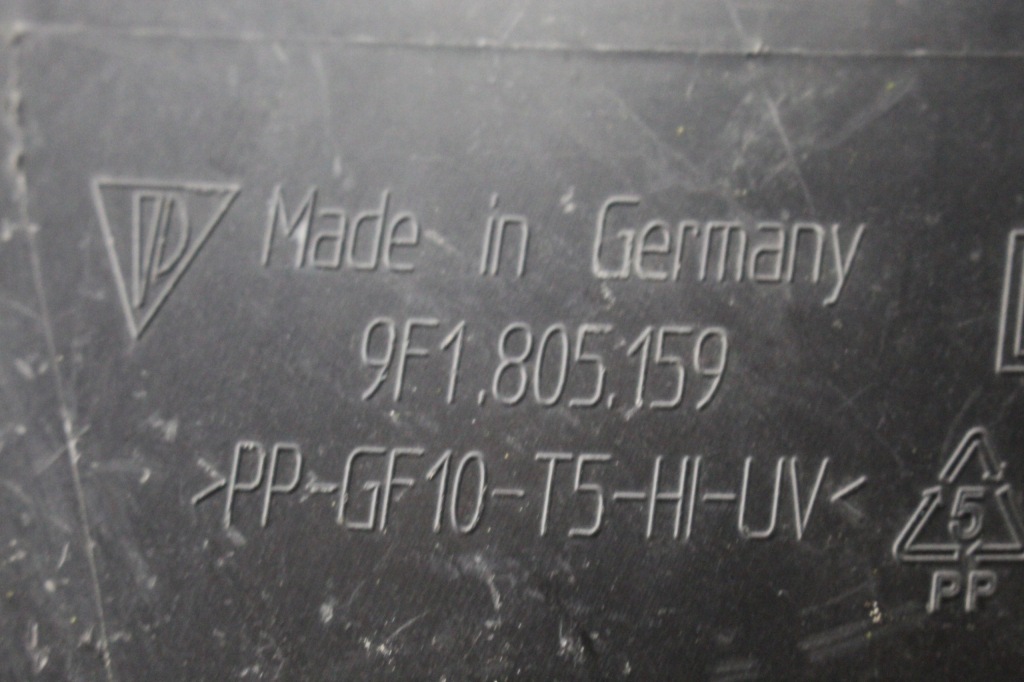 Made in Germany
9F1.805.159
>PP-GF10-T5-HI-UV<
5
PP